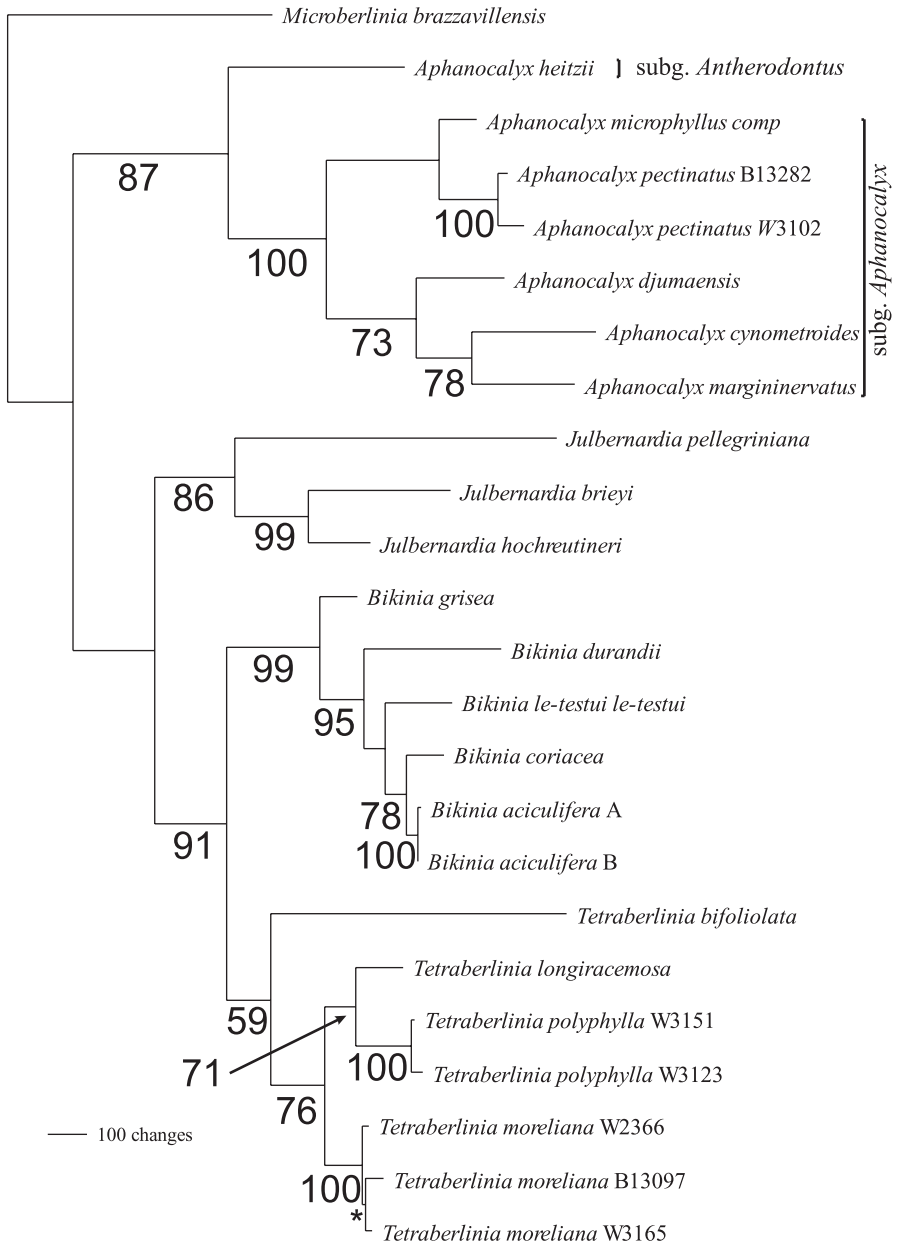 Microberlinia brazzavillensis
Aphanocalyx heitzii } subg. Antherodontus
Aphanocalyx microphyllus comp
87
Aphanocalyx pectinatus B13282
100
Aphanocalyx pectinatus W3102
100
Aphanocalyx djumaensis
73
Aphanocalyx cynometroides
78
Aphanocalyx margininervatus
subg. Aphanocalyx
Julbernardia pellegriniana
86
Julbernardia brieyi
99
Julbernardia hochreutineri
Bikinia grisea
99
Bikinia durandii
95
Bikinia le-testui le-testui
Bikinia coriacea
78
Bikinia aciculifera A
91
100
Bikinia aciculifera B
Tetraberlinia bifoliolata
Tetraberlinia longiracemosa
59
Tetraberlinia polyphylla W3151
71
100
Tetraberlinia polyphylla W3123
76
Tetraberlinia moreliana W2366
100 changes
100
Tetraberlinia moreliana B13097
*
Tetraberlinia moreliana W3165